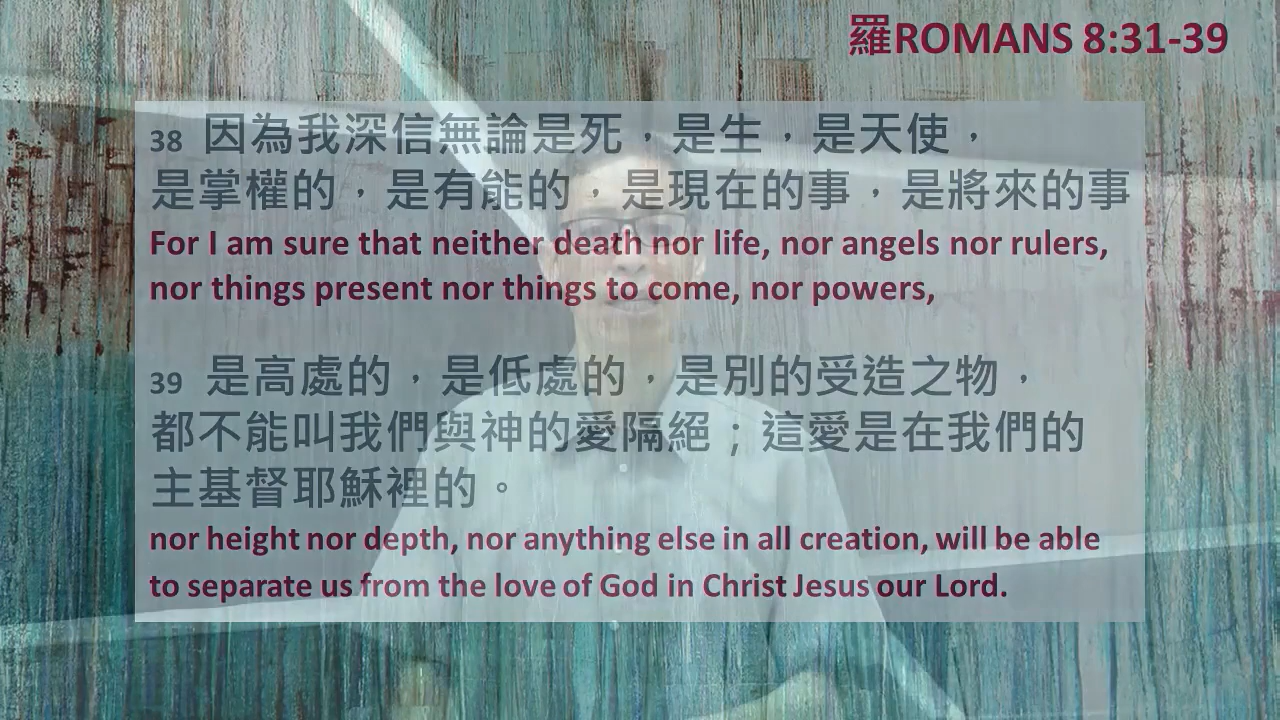 羅ROMANS 8:31-39
38 因為我深信無論是死，是生，是天使，
是掌權的，是有能的，是現在的事，是將來的事
For I am sure that neither death nor life, nor angels nor rulers,
nor things present nor things to come, nor powers,
39 是高處的，是低處的，是別的受造之物，
都不能叫我們與神的愛隔絕；這愛是在我們的
主基督耶穌裡的。
nor height nor depth, nor anything else in all creation, will be able
to separate us from the love of God in Christ Jesus our Lord.